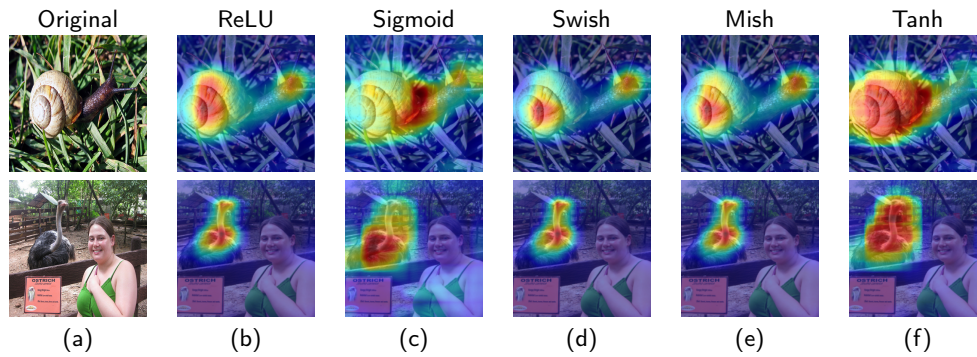 Original ReLU Sigmoid Swish Mish Tanh
OSTRICH
(a) (b) (c) (d) (e) (f)